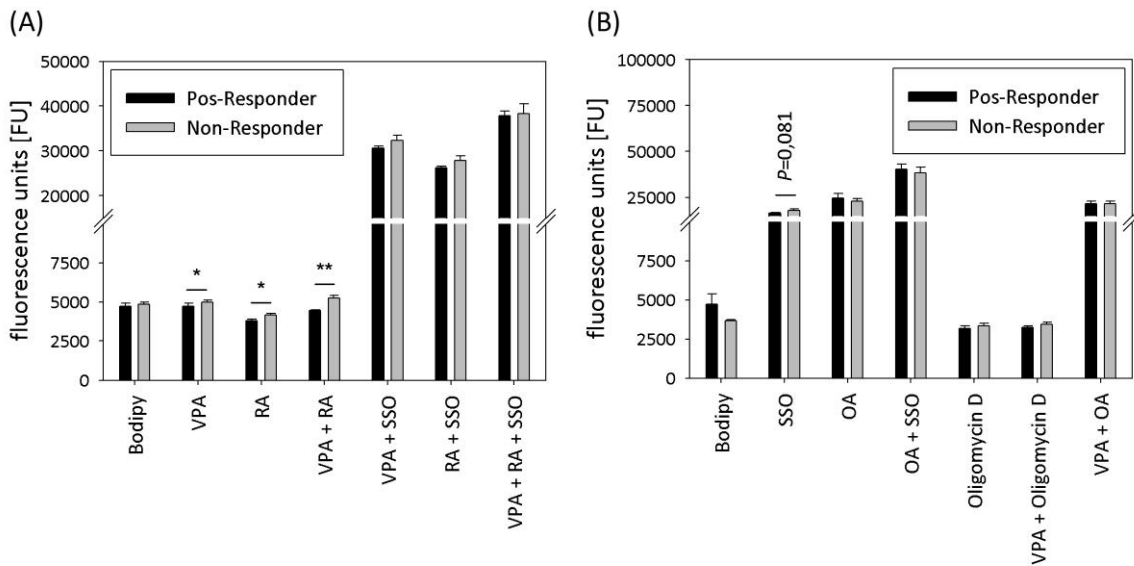 (A)
fluorescence units [FU]
50000
40000
30000
20000
7500
5000
2500
0
Pos-Responder
Non-Responder
*
*
**
Bodipy
VPA
RA
VPA + RA
VPA + SSO
RA + SSO
VPA + RA + SSO
(B)
fluorescence units [FU]
100000
75000
50000
25000
7500
5000
2500
0
Pos-Responder
Non-Responder
P=0,081
Bodipy
SSO
OA
OA + SSO
Oligomycin D
VPA + Oligomycin D
VPA + OA